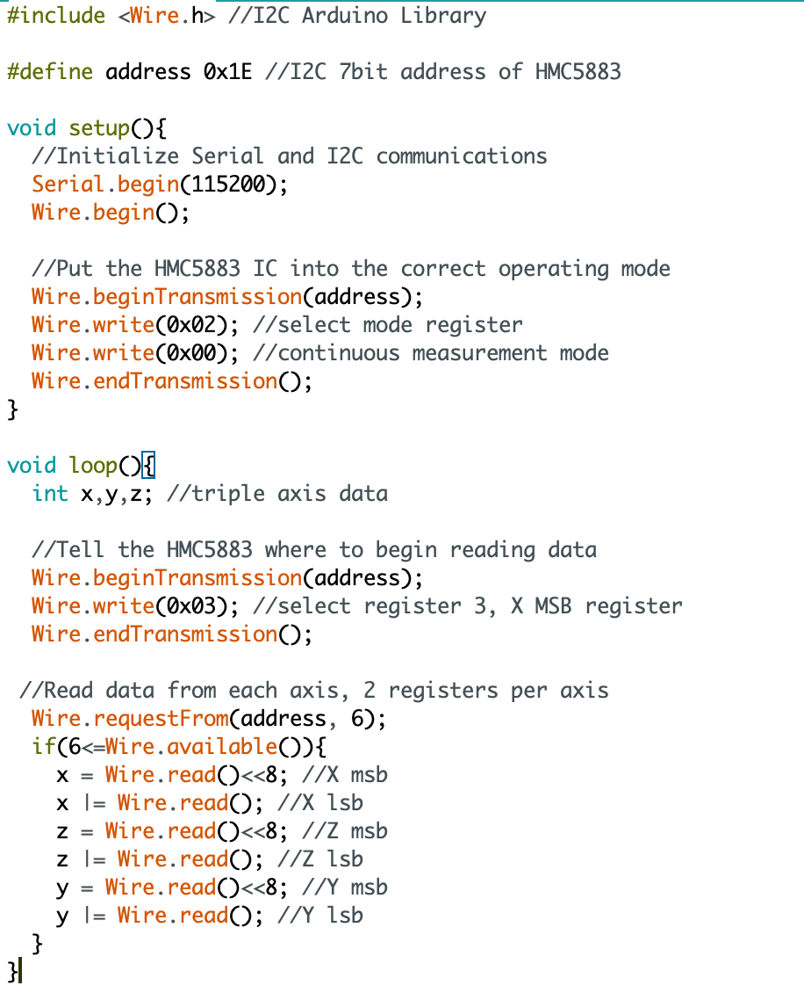 #include <Wire.h> //I2C Arduino Library
#define address 0x1E //I2C 7bit address of HMC5883
void setup(){
//Initialize Serial and I2C communications
Serial.begin(115200);
Wire.begin();
//Put the HMC5883 IC into the correct operating mode
Wire.beginTransmission(address);
Wire.write(0x02); //select mode register
Wire.write(0x00); //continuous measurement mode
Wire.endTransmission();
}
void loop(){
int x,y,z; //triple axis data
//Tell the HMC5883 where to begin reading data
Wire.beginTransmission(address);
Wire.write(0x03); //select register 3, X MSB register
Wire.endTransmission();
//Read data from each axis, 2 registers per axis
Wire.requestFrom(address, 6);
if(6<=Wire.available()){
x = Wire.read()<<8; //X msb
x |= Wire.read(); //X lsb
z = Wire.read()<<8; //Z msb
z |= Wire.read(); //Z lsb
y = Wire.read()<<8; //Y msb
y |= Wire.read(); //Y lsb
}
}